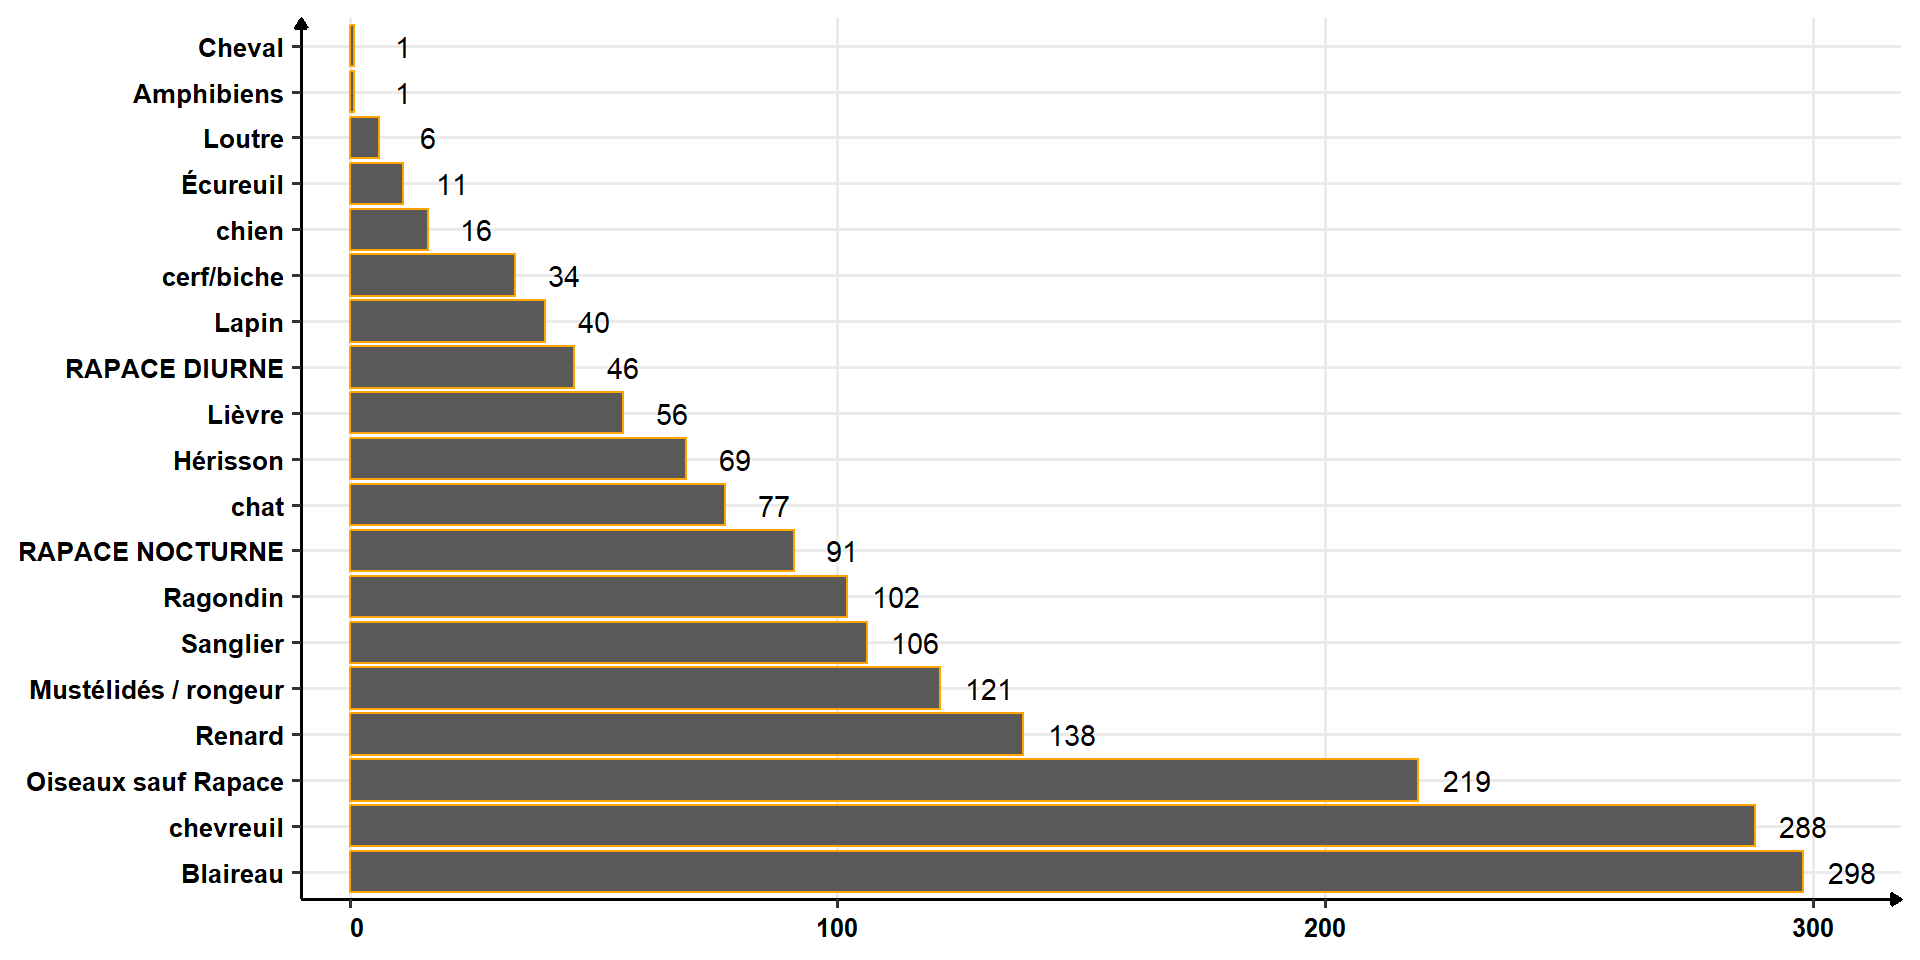 Cheval 1
Amphibiens 1
Loutre 6
Écureuil 11
chien 16
cerf/biche 34
Lapin 40
RAPACE DIURNE 46
Lièvre 56
Hérisson 69
chat 77
RAPACE NOCTURNE 91
Ragondin 102
Sanglier 106
Mustélidés / rongeur 121
Renard 138
Oiseaux sauf Rapace 219
chevreuil 288
Blaireau 298
0 100 200 300